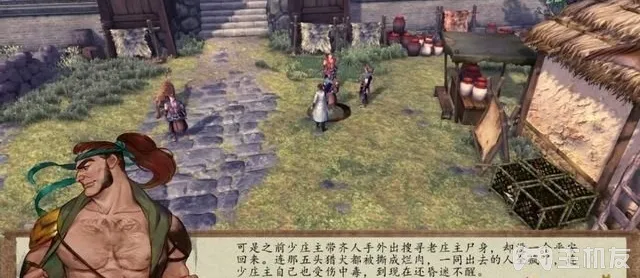 可是之前少庄主带齐人手外出搜寻老庄主尸身，却
回来。连那五头猎犬都被撕成烂肉，一同出去的人
少庄主自己也受伤中毒，到现在还昏迷不醒。
主机友